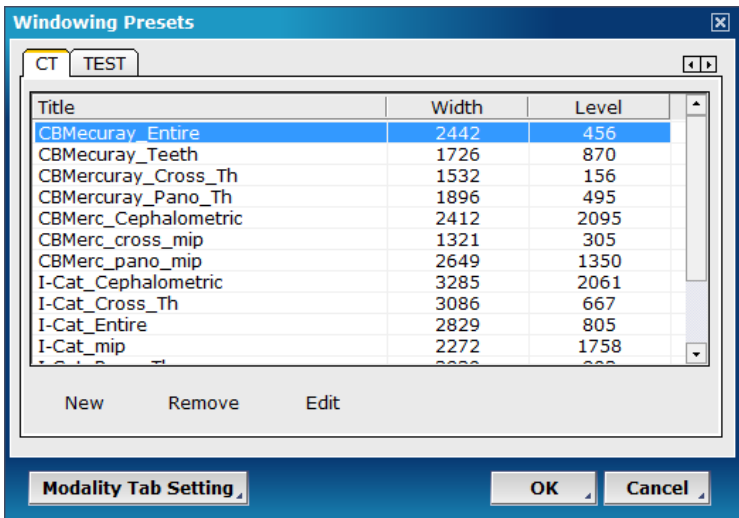 Windowing Presets
CT TEST
Title Width Level
CBMecuray_Entire 2442 456
CBMecuray_Teeth 1726 870
CBMercuray_Cross_Th 1532 156
CBMercuray_Pano_Th 1896 495
CBMerc_Cephalometric 2412 2095
CBMerc_cross_mip 1321 305
CBMerc_pano_mip 2649 1350
I-Cat_Cephalometric 3285 2061
I-Cat_Cross_Th 3086 667
I-Cat_Entire 2829 805
I-Cat_mip 2272 1758
New Remove Edit
Modality Tab Setting OK Cancel